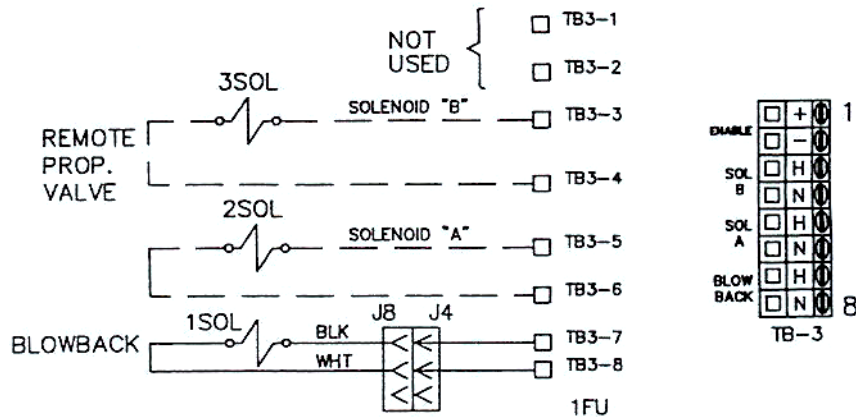 NOT
USED
TB3-1
TB3-2
3SOL
SOLENOID "B"
TB3-3
REMOTE
PROP.
VALVE
TB3-4
2SOL
SOLENOID "A"
TB3-5
TB3-6
1SOL
J8
J4
BLOWBACK
BLK
TB3-7
WHT
TB3-8
1FU
ENABLE
+
1
-
SOL
B
H
N
SOL
A
H
N
BLOW
BACK
H
N
8
TB-3